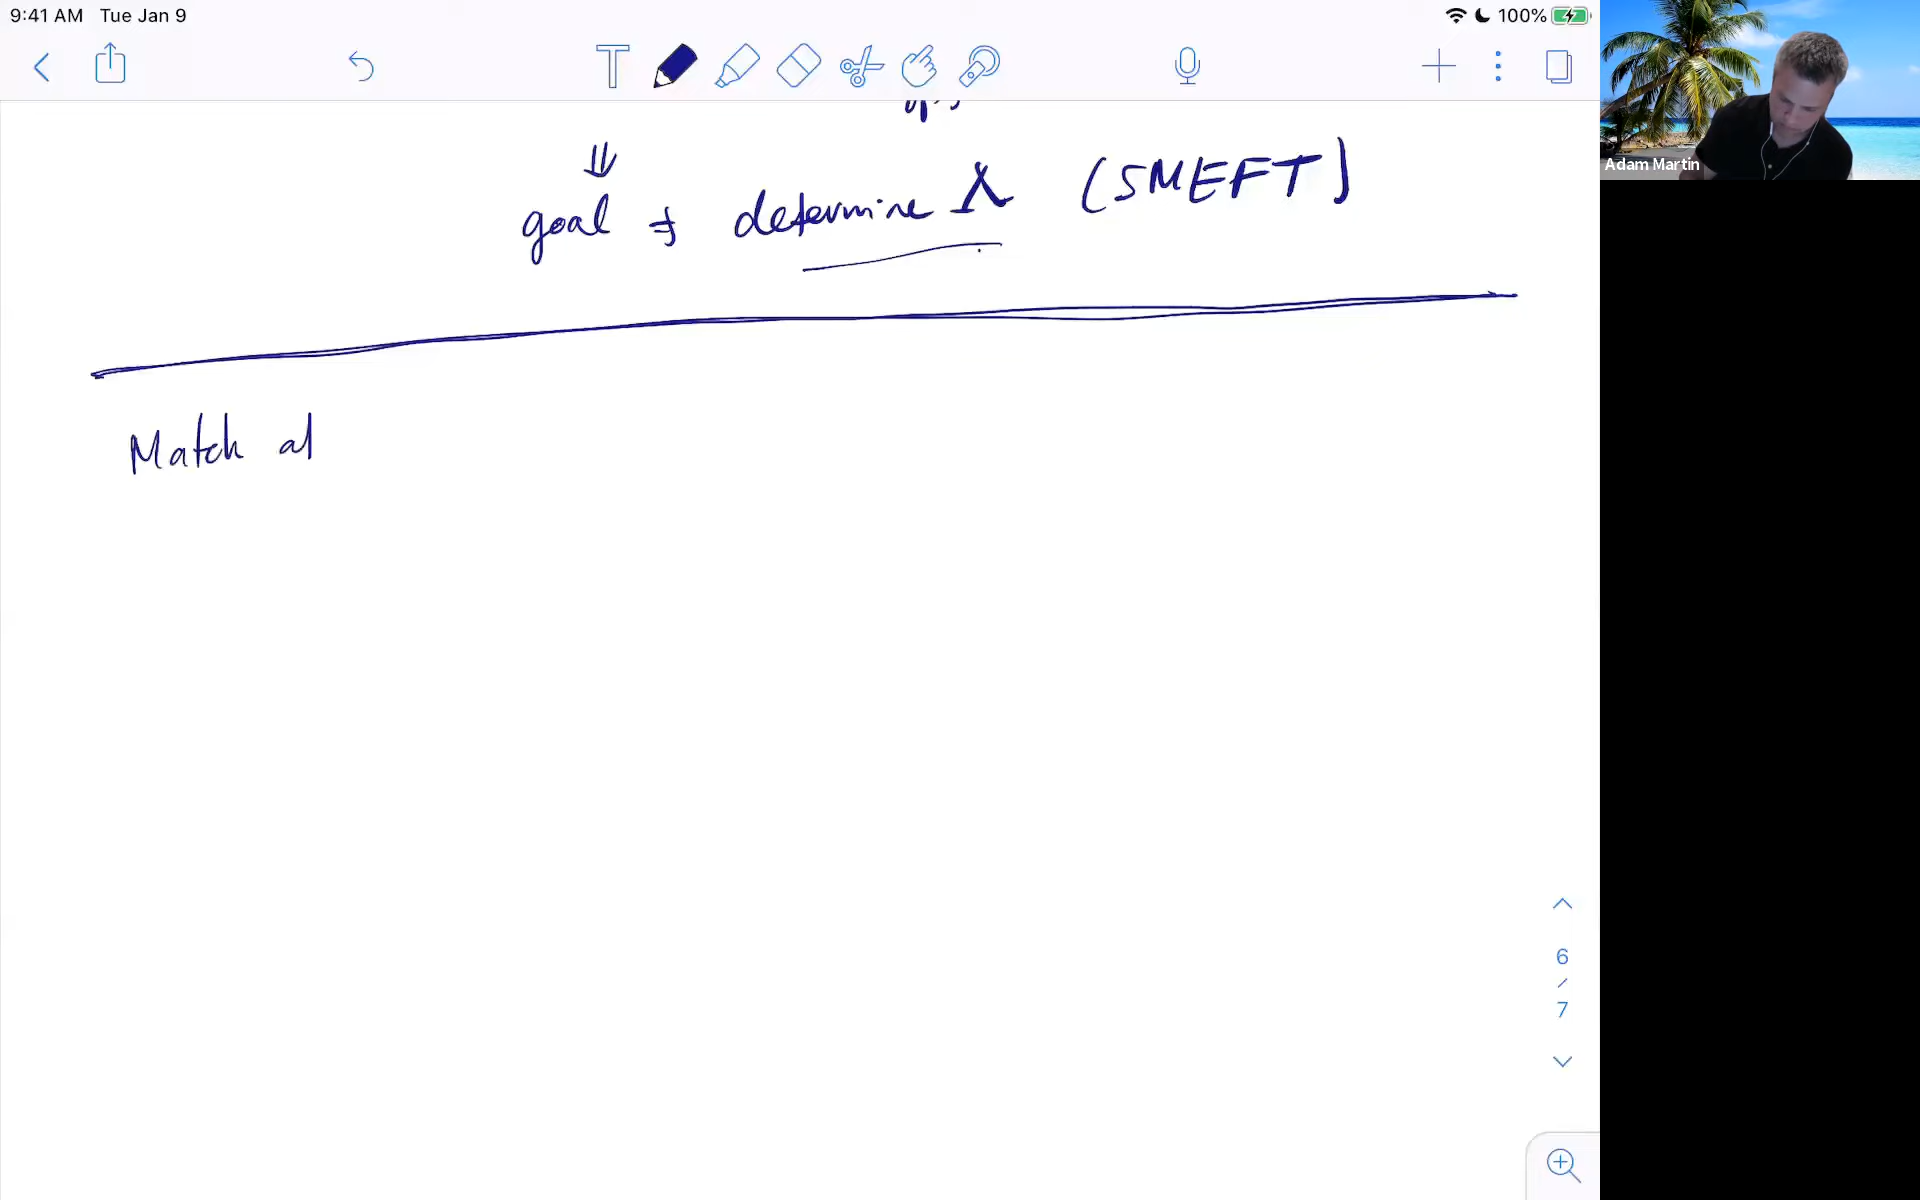 9:41 AM Tue Jan 9
100%
Adam Martin
T
⇓
goal → determine Λ (SMEFT)
Match al
6
/
7